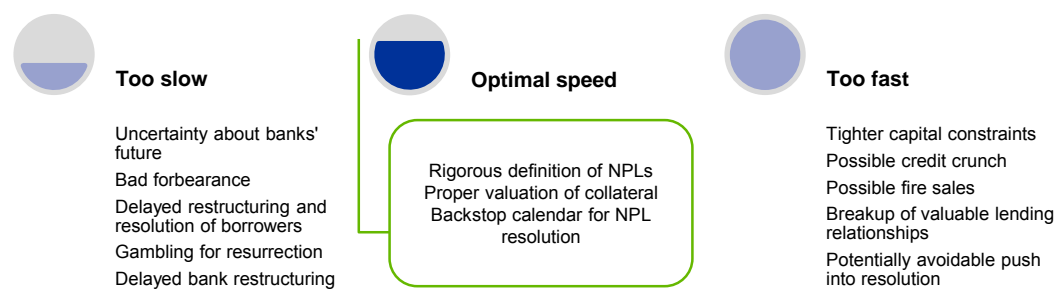 Too slow
Uncertainty about banks'
future
Bad forbearance
Delayed restructuring and
resolution of borrowers
Gambling for resurrection
Delayed bank restructuring
Optimal speed
Rigorous definition of NPLs
Proper valuation of collateral
Backstop calendar for NPL
resolution
Too fast
Tighter capital constraints
Possible credit crunch
Possible fire sales
Breakup of valuable lending
relationships
Potentially avoidable push
into resolution